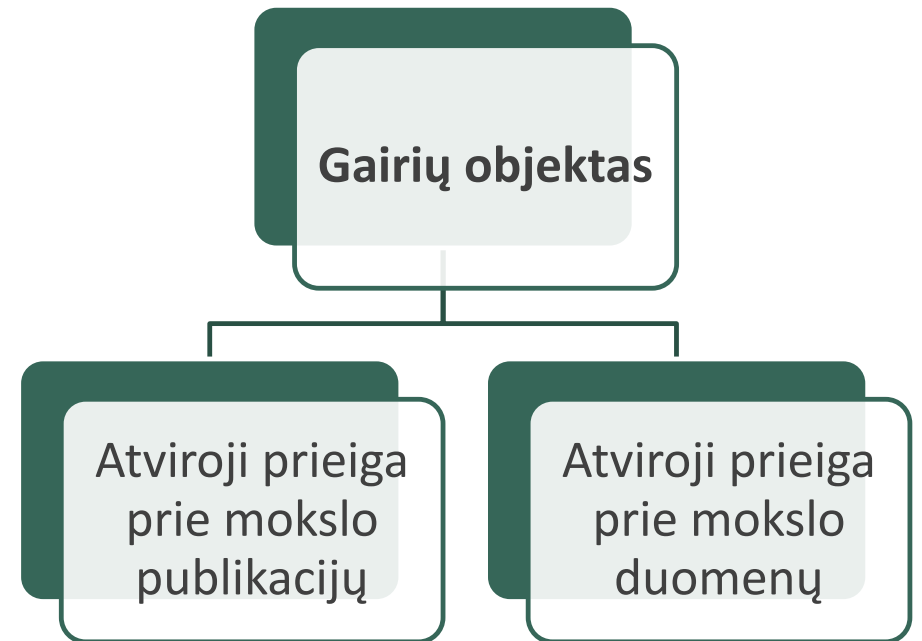 Gairių objektas
Atviroji prieiga
prie mokslo
publikacijų
Atviroji prieiga
prie mokslo
duomenų